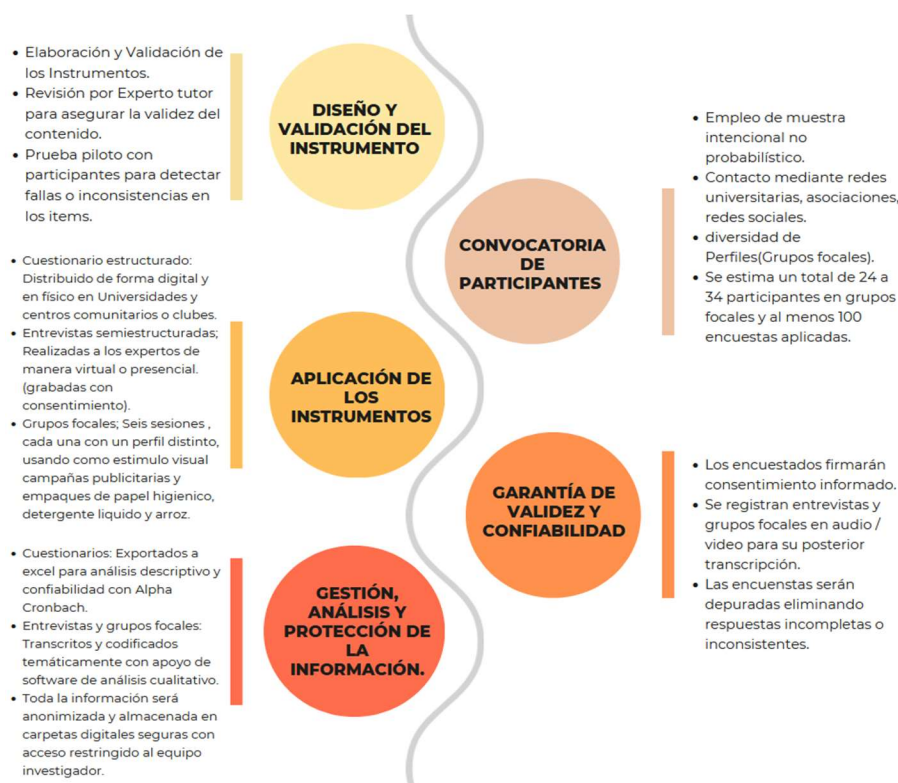 • Elaboración y Validación de
los Instrumentos.
• Revisión por Experto tutor
para asegurar la validez del
contenido.
• Prueba piloto con
participantes para detectar
fallas o inconsistencias en
los items.
DISEÑO Y
VALIDACIÓN DEL
INSTRUMENTO
• Empleo de muestra
intencional no
probabilístico.
• Contacto mediante redes
universitarias, asociaciones,
redes sociales.
• diversidad de
Perfiles(Grupos focales).
• Se estima un total de 24 a
34 participantes en grupos
focales y al menos 100
encuestas aplicadas.
CONVOCATORIA
DE
PARTICIPANTES
• Cuestionario estructurado:
Distribuido de forma digital y
en físico en Universidades y
centros comunitarios o clubes.
• Entrevistas semiestructuradas;
Realizadas a los expertos de
manera virtual o presencial.
(grabadas con
consentimiento).
• Grupos focales; Seis sesiones ,
cada una con un perfil distinto,
usando como estimulo visual
campañas publicitarias y
empaques de papel higienico,
detergente liquido y arroz.
APLICACIÓN DE
LOS
INSTRUMENTOS
• Los encuestados firmarán
consentimiento informado.
• Se registran entrevistas y
grupos focales en audio /
video para su posterior
transcripción.
• Las encuenstas serán
depuradas eliminando
respuestas incompletas o
inconsistentes.
GARANTÍA DE
VALIDEZ Y
CONFIABILIDAD
• Cuestionarios: Exportados a
excel para análisis descriptivo y
confiabilidad con Alpha
Cronbach.
• Entrevistas y grupos focales:
Transcritos y codificados
temáticamente con apoyo de
software de análisis cualitativo.
• Toda la información será
anonimizada y almacenada en
carpetas digitales seguras con
acceso restringido al equipo
investigador.
GESTIÓN,
ANÁLISIS Y
PROTECCIÓN DE
LA
INFORMACIÓN.